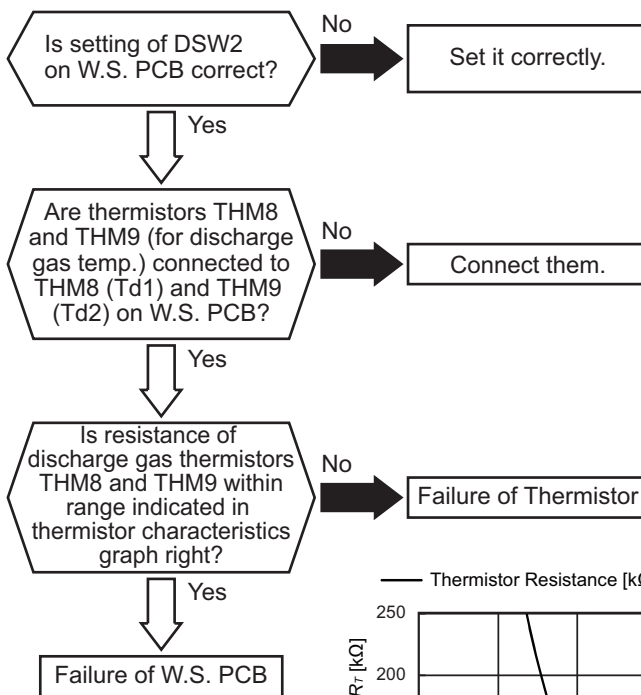 Is setting of DSW2
on W.S. PCB correct?
No
Set it correctly.
Yes
Are thermistors THM8
and THM9 (for discharge
gas temp.) connected to
THM8 (Td1) and THM9
(Td2) on W.S. PCB?
No
Connect them.
Yes
Is resistance of
discharge gas thermistors
THM8 and THM9 within
range indicated in
thermistor characteristics
graph right?
No
Failure of Thermistor
Yes
Failure of W.S. PCB
Thermistor Resistance
250
200
R_T [kΩ]